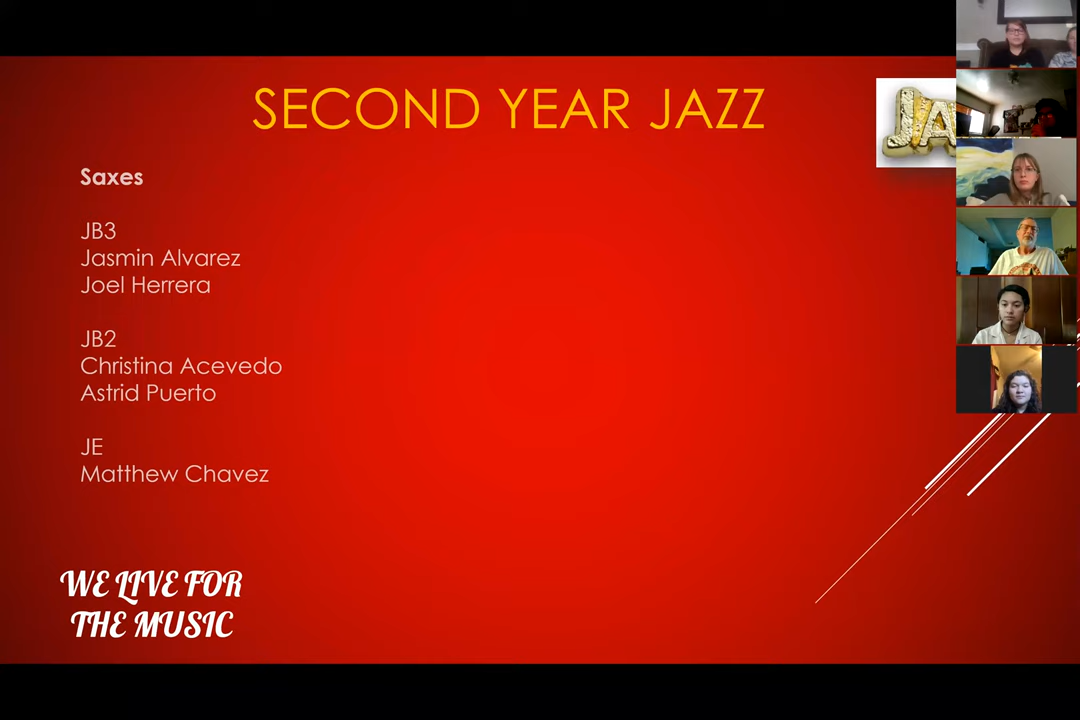 SECOND YEAR JAZZ
Saxes
JB3
Jasmin Alvarez
Joel Herrera
JB2
Christina Acevedo
Astrid Puerto
JE
Matthew Chavez
WE LIVE FOR
THE MUSIC